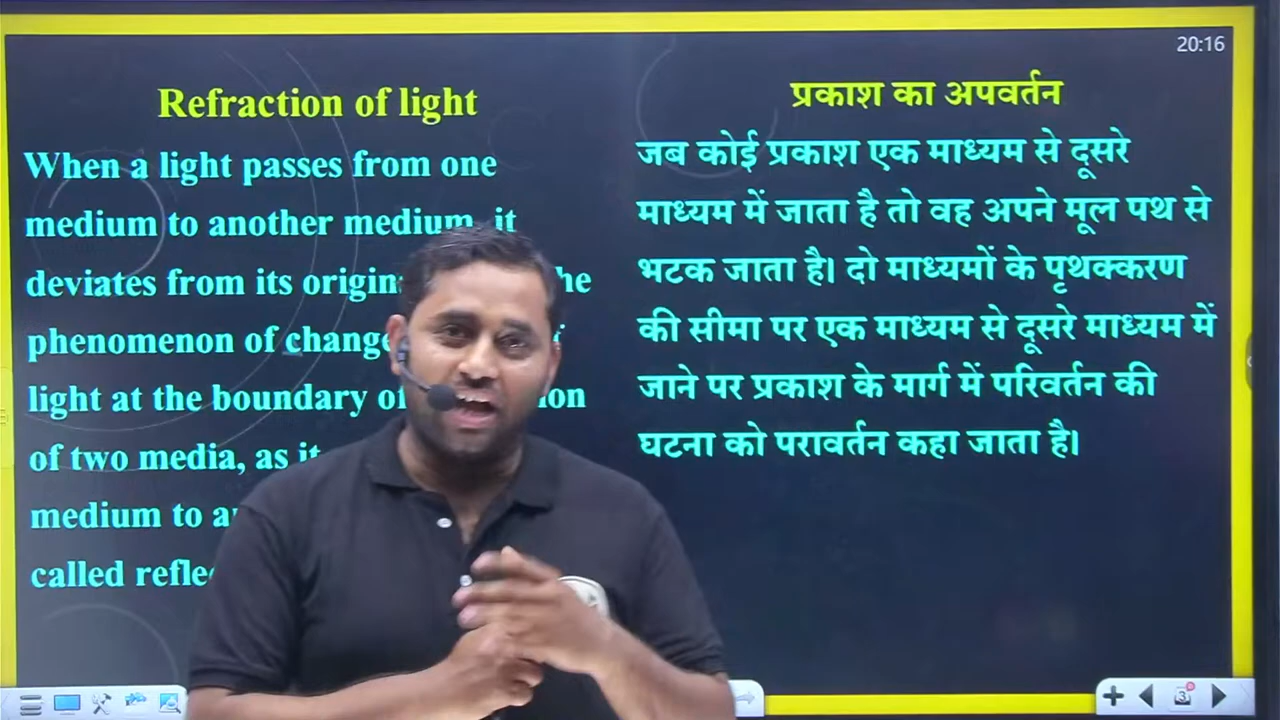 20:16
Refraction of light
When a light passes from one
medium to another medium, it
deviates from its
phenomenon of change
light at the boundary of
of two media, as it
medium to
called
प्रकाश का अपवर्तन
जब कोई प्रकाश एक माध्यम से दूसरे
माध्यम में जाता है तो वह अपने मूल पथ से
भटक जाता है। दो माध्यमों के पृथक्करण
की सीमा पर एक माध्यम से दूसरे माध्यम में
जाने पर प्रकाश के मार्ग में परिवर्तन की
घटना को परावर्तन कहा जाता है।